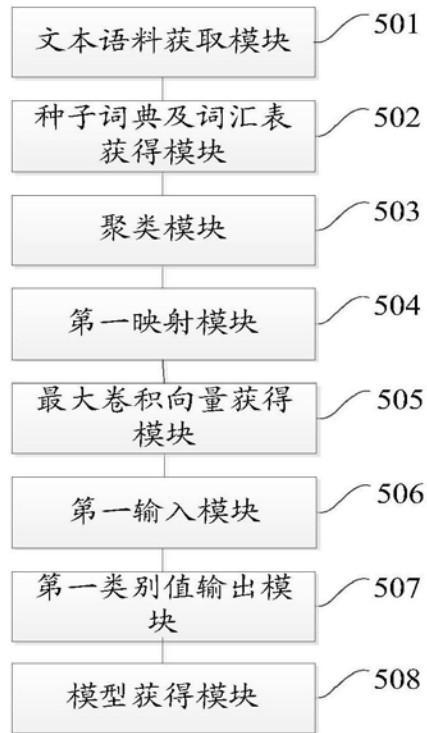 文本语料获取模块
501
种子词典及词汇表
获得模块
502
聚类模块
503
第一映射模块
504
最大卷积向量获得
模块
505
第一输入模块
506
第一类别值输出模
块
507
模型获得模块
508